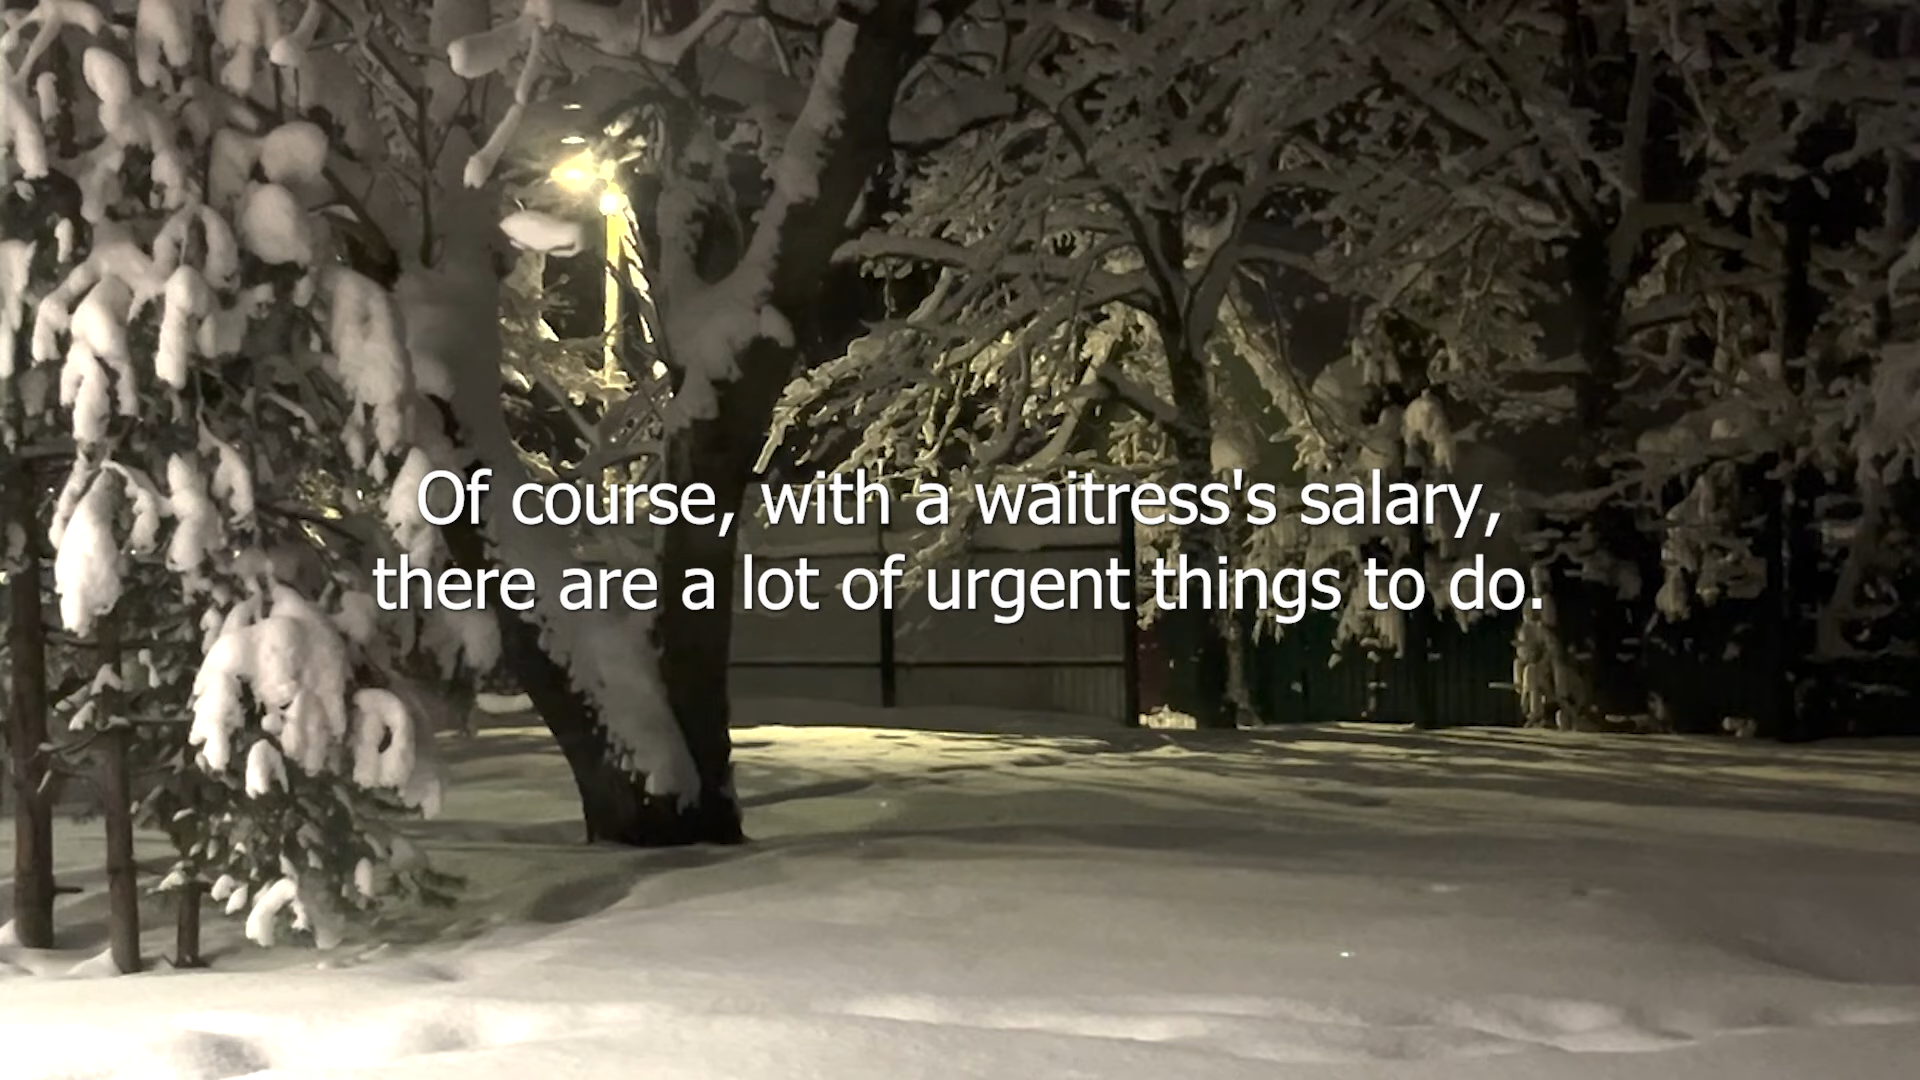 Of course, with a waitress's salary,
there are a lot of urgent things to do.